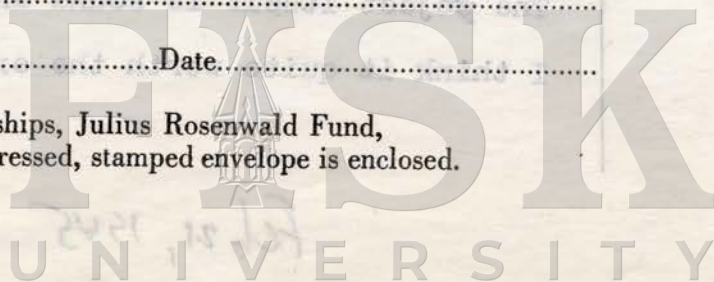 Date
ships, Julius Rosenwald Fund,
ressed, stamped envelope is enclosed.
FISK
UNIVERSITY